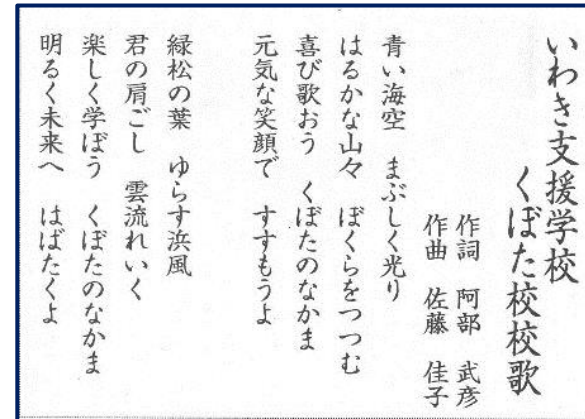 いわき支援学校
くぼた校校歌
作詞　阿部　武彦
作曲　佐藤　佳子
青い海空　まぶしく光り
はるかな山々　ぼくらをつつむ
喜び歌おう　くぼたのなかま
元気な笑顔で　すすもうよ
緑松の葉　ゆらす浜風
君の肩ごし　雲流れいく
楽しく学ぼう　くぼたのなかま
明るく未来へ　はばたくよ